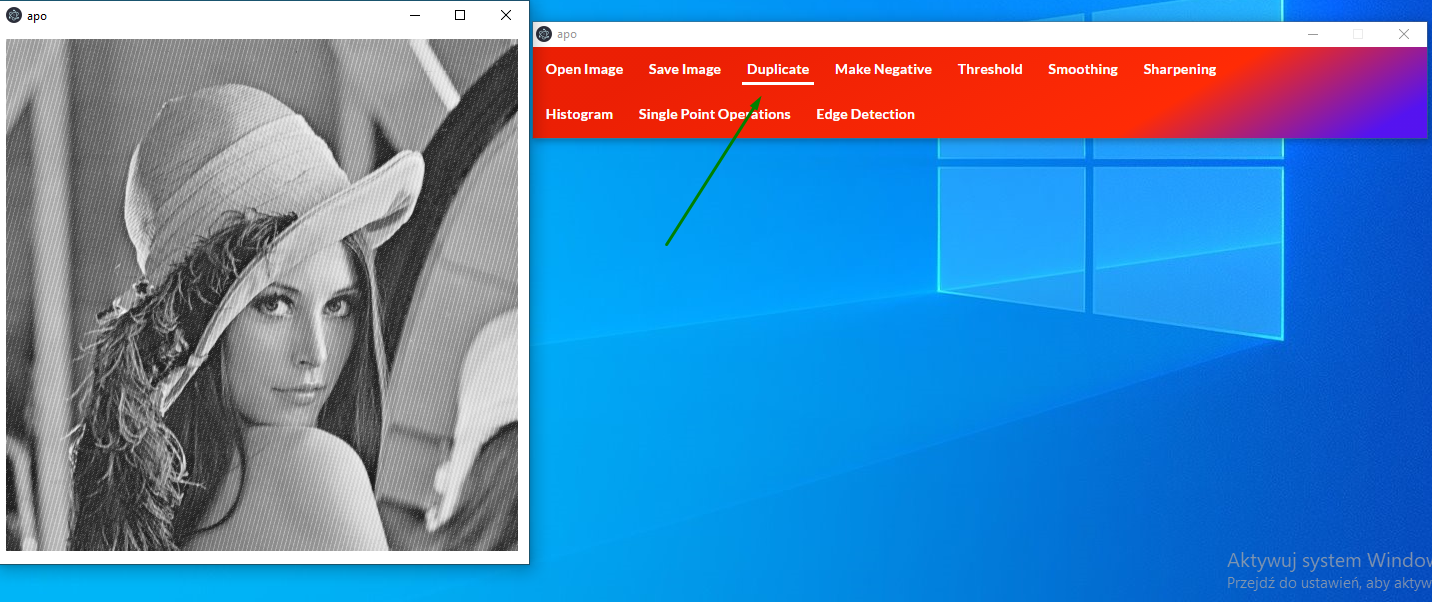 apo
apo
Open Image Save Image Duplicate Make Negative Threshold Smoothing Sharpening
Histogram Single Point Operations Edge Detection
Aktywuj system Window
Przejdź do ustawień, aby aktyw